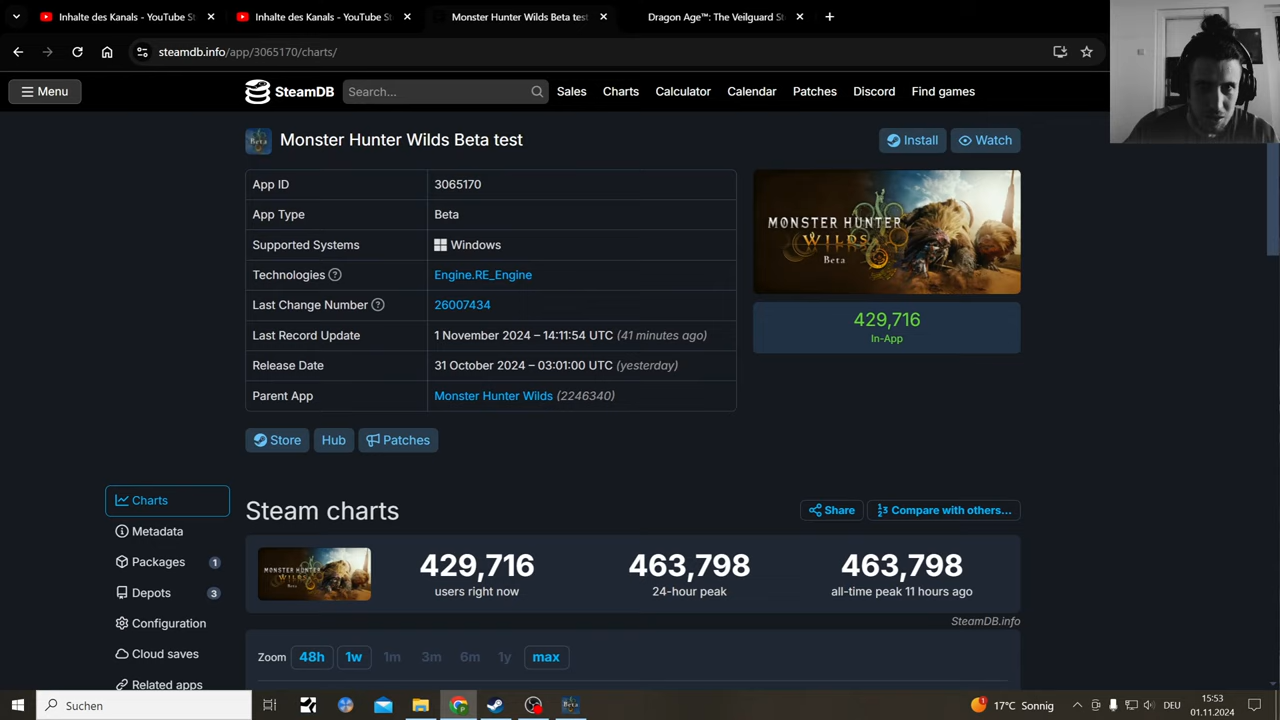 Inhalte des Kanals - YouTube St
Inhalte des Kanals - YouTube St
Monster Hunter Wilds Beta test
Dragon Age™: The Veilguard St
steamdb.info/app/3065170/charts/
Menu
SteamDB
Search...
Sales
Charts
Calculator
Calendar
Patches
Discord
Find games
Monster Hunter Wilds Beta test
Install
Watch
App ID
3065170
App Type
Beta
Supported Systems
Windows
Technologies
Engine.RE_Engine
Last Change Number
26007434
Last Record Update
1 November 2024 – 14:11:54 UTC (41 minutes ago)
Release Date
31 October 2024 – 03:01:00 UTC (yesterday)
Parent App
Monster Hunter Wilds (2246340)
MONSTER HUNTER
WILDS
Beta
429,716
In-App
Store
Hub
Patches
Charts
Metadata
Packages 1
Depots 3
Configuration
Cloud saves
Related apps
Steam charts
Share
Compare with others...
MONSTER HUNTER
WILDS
429,716
users right now
463,798
24-hour peak
463,798
all-time peak 11 hours ago
SteamDB.info
Zoom
48h
1w
1m
3m
6m
1y
max
Suchen
17°C Sonnig
DEU
15:53
01.11.2024